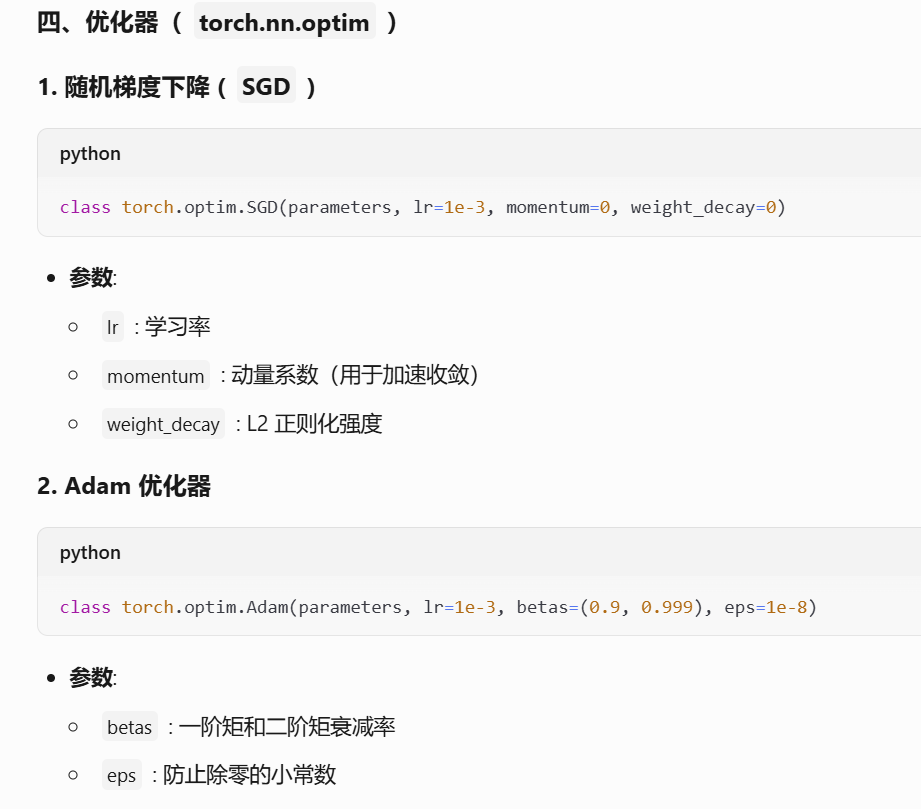 四、优化器（ torch.nn.optim ）
1. 随机梯度下降 ( SGD )
python
class torch.optim.SGD(parameters, lr=1e-3, momentum=0, weight_decay=0)
• 参数:
○ lr : 学习率
○ momentum : 动量系数（用于加速收敛）
○ weight_decay : L2 正则化强度
2. Adam 优化器
python
class torch.optim.Adam(parameters, lr=1e-3, betas=(0.9, 0.999), eps=1e-8)
• 参数:
○ betas : 一阶矩和二阶矩衰减率
○ eps : 防止除零的小常数